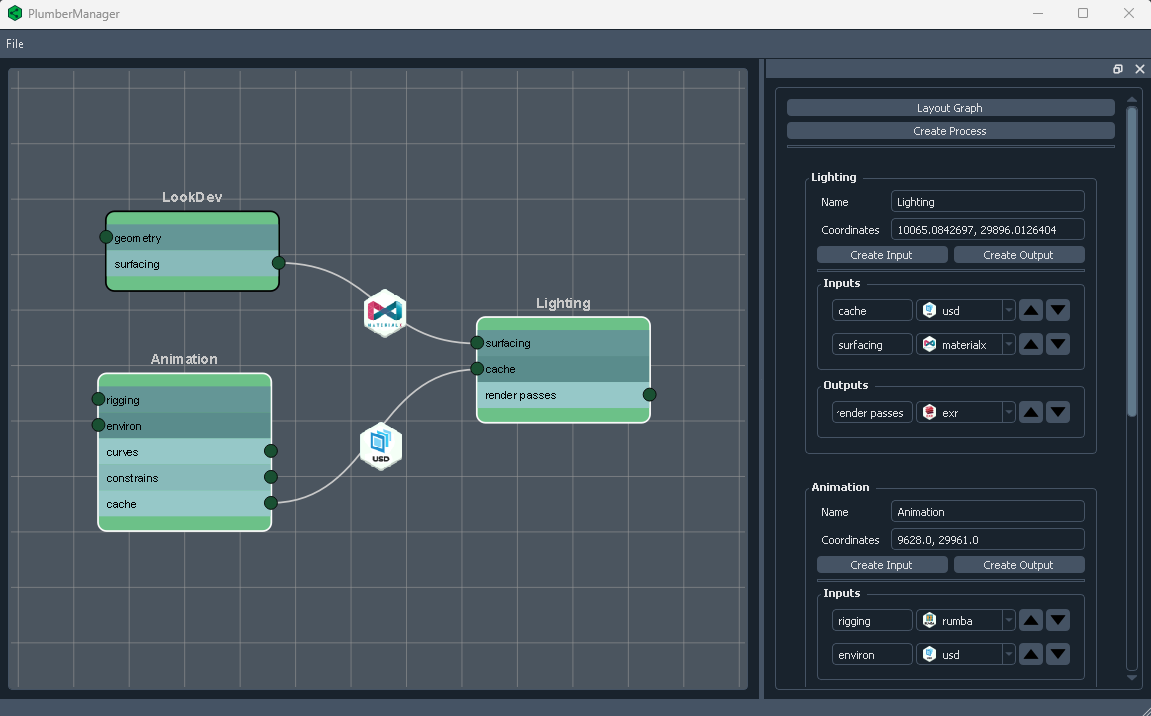 PlumberManager
File
LookDev
geometry
surfacing
MATERIALX
Animation
rigging
environ
curves
constrains
cache
USD
Lighting
surfacing
cache
render passes
Layout Graph
Create Process
Lighting
Name Lighting
Coordinates 10065.0842697, 29896.0126404
Create Input Create Output
Inputs
cache usd
surfacing materialx
Outputs
render passes exr
Animation
Name Animation
Coordinates 9628.0, 29961.0
Create Input Create Output
Inputs
rigging rumba
environ usd